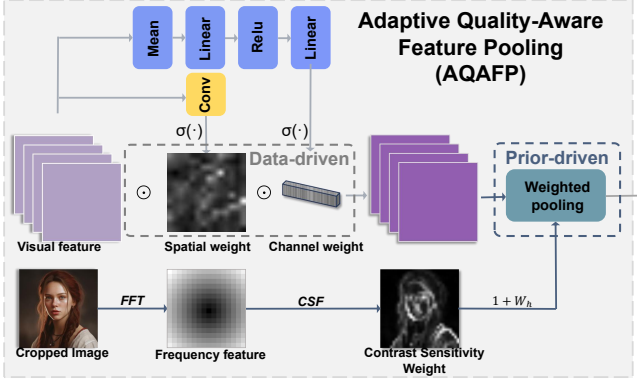 Adaptive Quality-Aware
Feature Pooling
(AQAFP)
Mean
Linear
Relu
Linear
Conv
σ(·)
σ(·)
Data-driven
Prior-driven
Weighted
pooling
Visual feature
Spatial weight
Channel weight
FFT
CSF
1 + Wₕ
Cropped Image
Frequency feature
Contrast Sensitivity
Weight